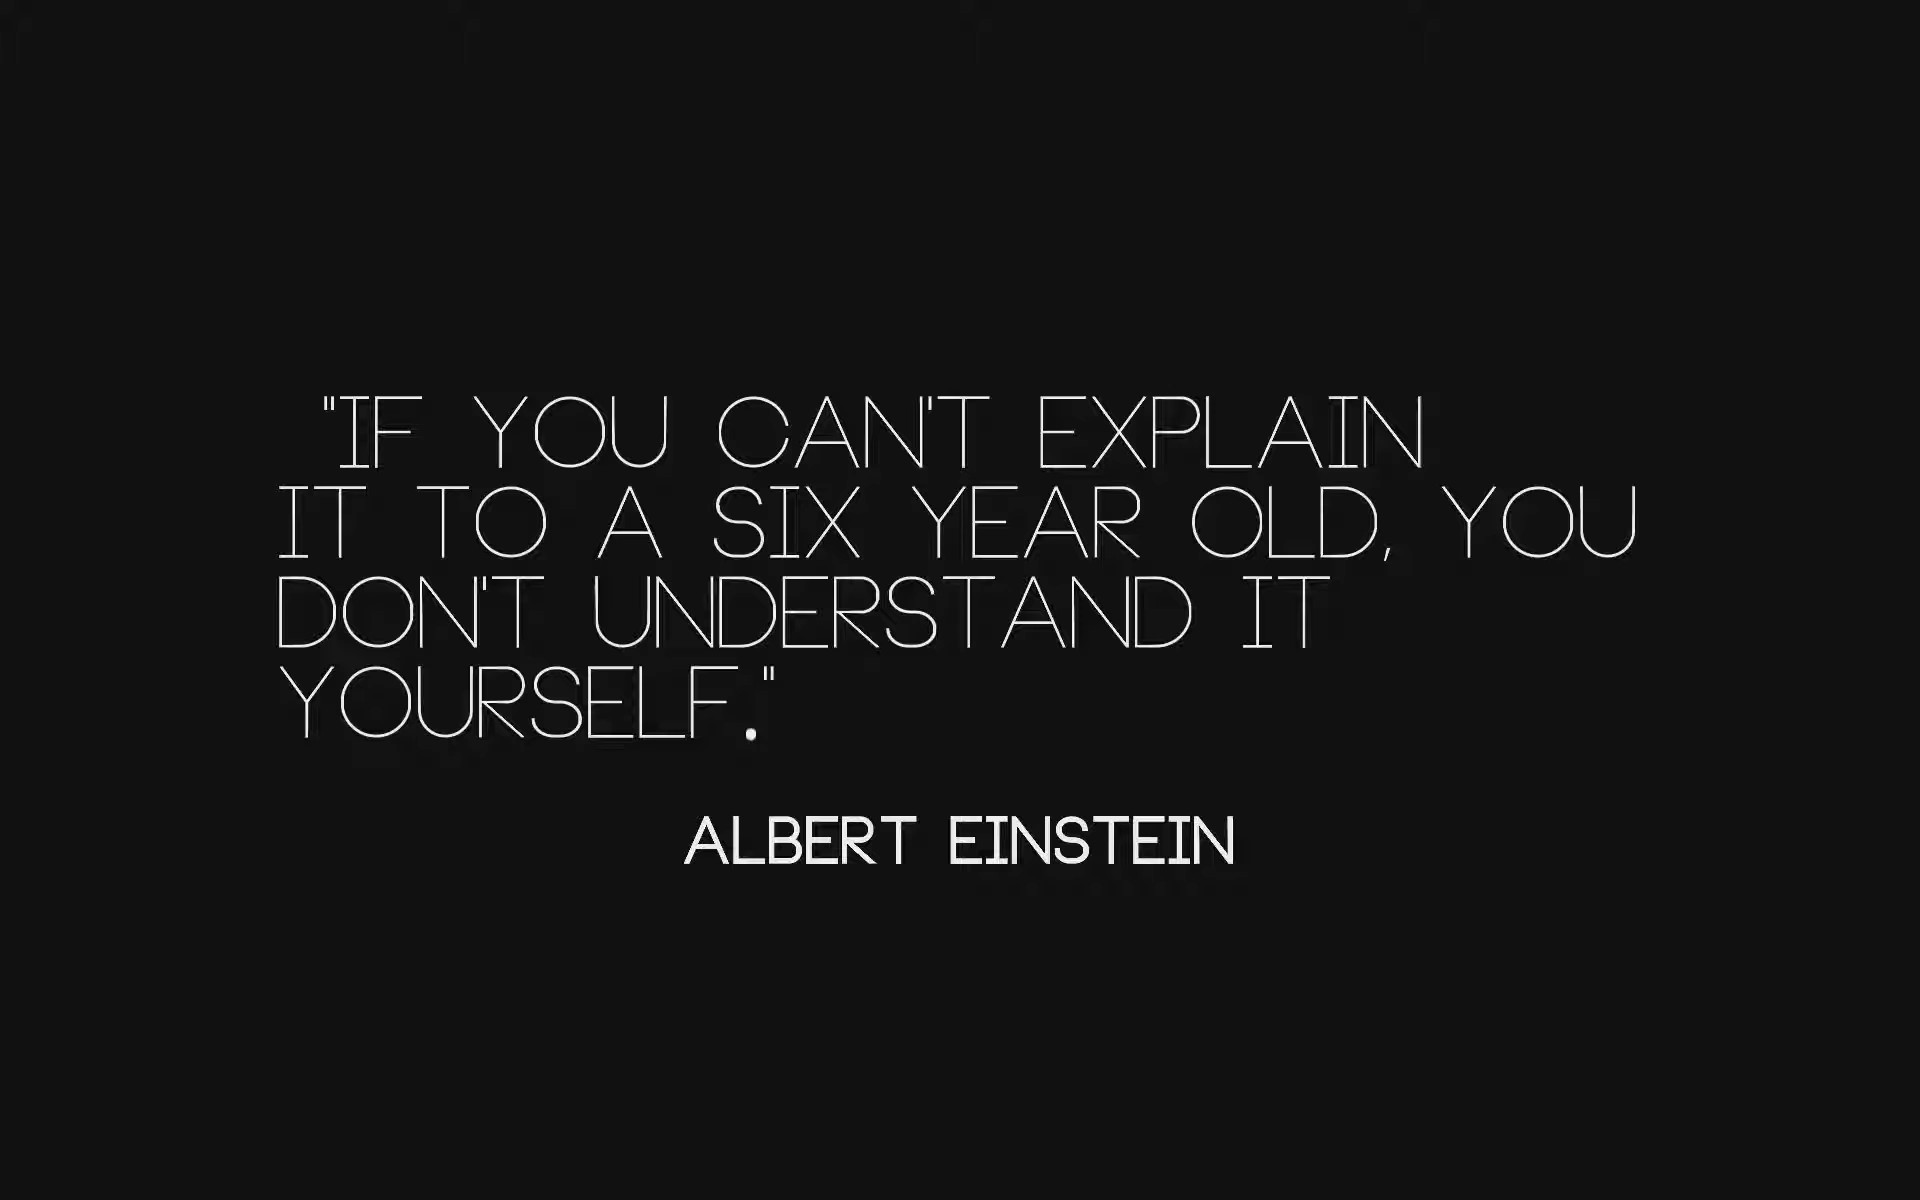 "IF YOU CAN'T EXPLAIN
IT TO A SIX YEAR OLD, YOU
DON'T UNDERSTAND IT
YOURSELF."
ALBERT EINSTEIN